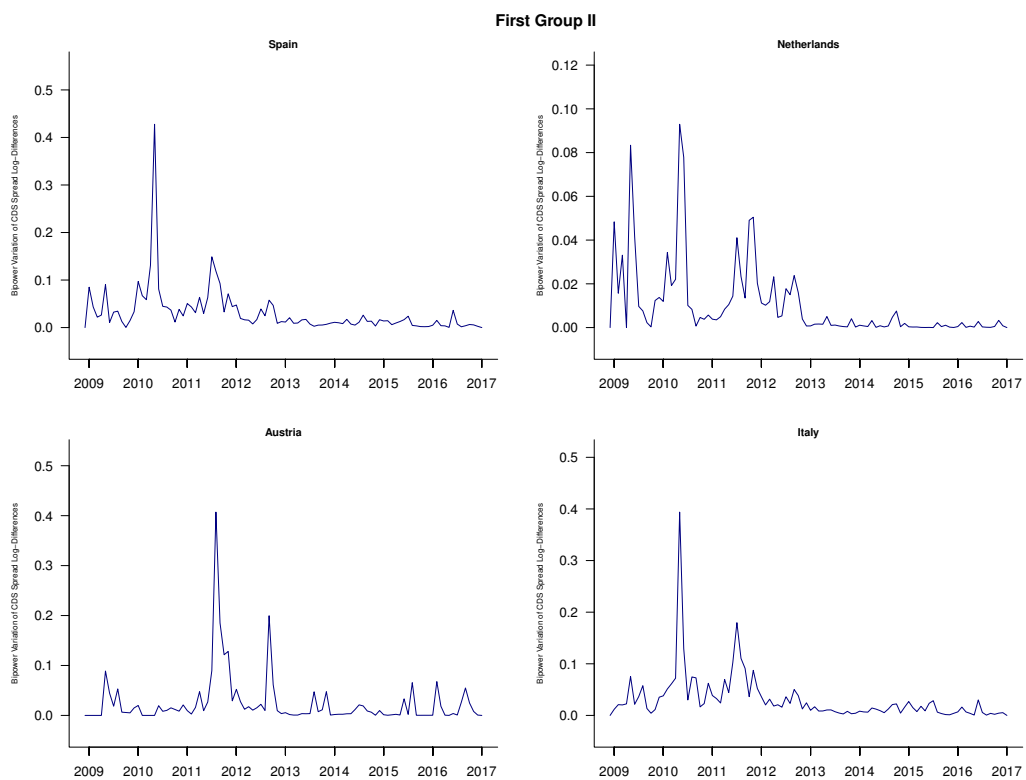 First Group II
Spain
Bipower Variation of CDS Spread Log−Differences
0.5
0.4
0.3
0.2
0.1
0.0
2009 2010 2011 2012 2013 2014 2015 2016 2017
Netherlands
Bipower Variation of CDS Spread Log−Differences
0.12
0.10
0.08
0.06
0.04
0.02
0.00
2009 2010 2011 2012 2013 2014 2015 2016 2017
Austria
Bipower Variation of CDS Spread Log−Differences
0.5
0.4
0.3
0.2
0.1
0.0
2009 2010 2011 2012 2013 2014 2015 2016 2017
Italy
Bipower Variation of CDS Spread Log−Differences
0.5
0.4
0.3
0.2
0.1
0.0
2009 2010 2011 2012 2013 2014 2015 2016 2017